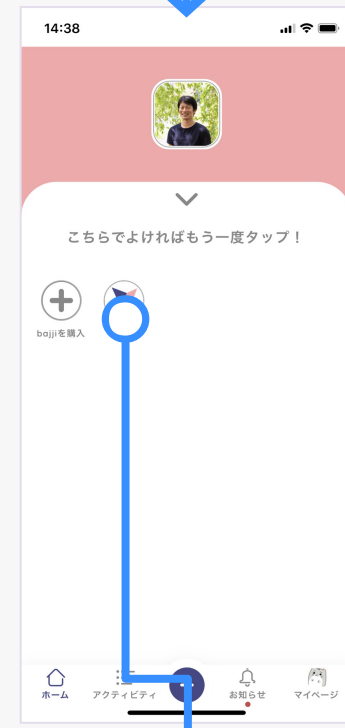 14:38
こちらでよければもう一度タップ！
bajjiを購入
ホーム
アクティビティ
お知らせ
マイページ